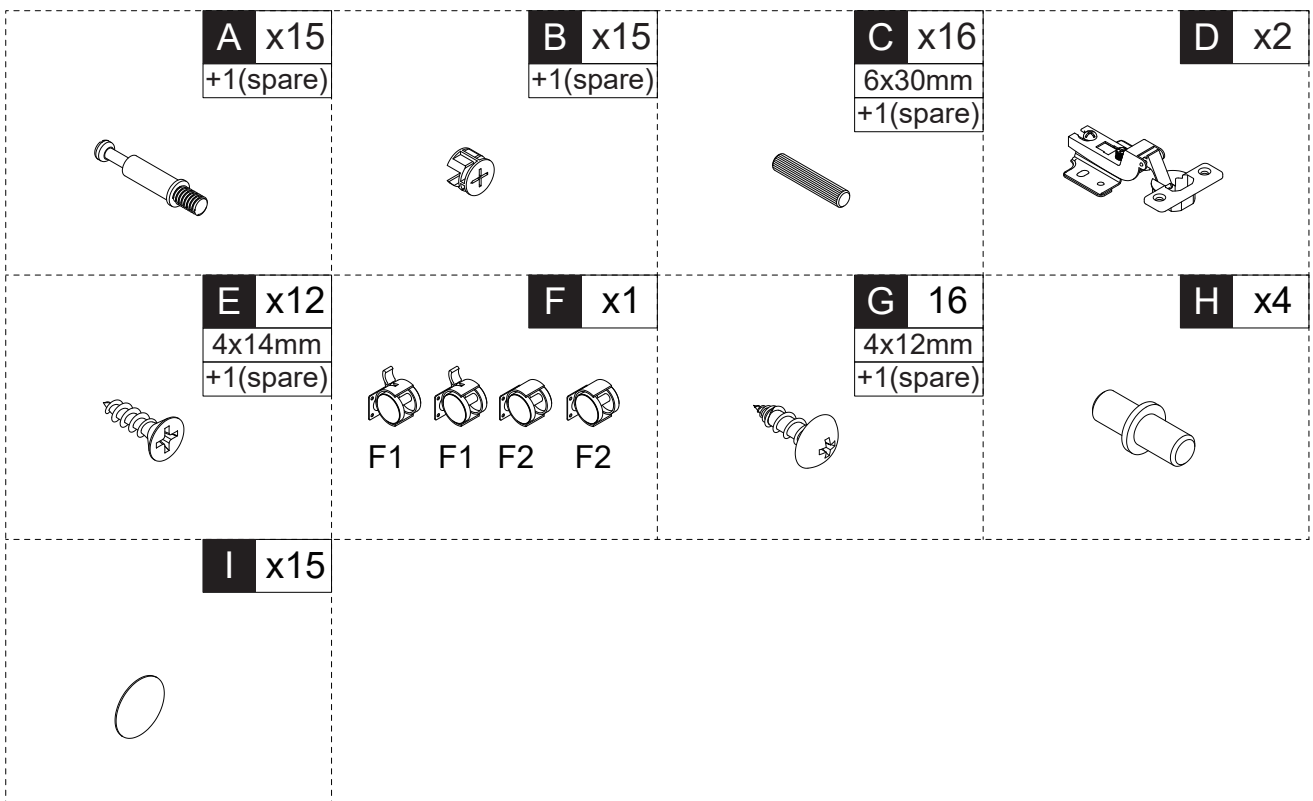 A x15
+1(spare)
B x15
+1(spare)
C x16
6x30mm
+1(spare)
D x2
E x12
4x14mm
+1(spare)
F x1
F1 F1 F2 F2
G 16
4x12mm
+1(spare)
H x4
I x15